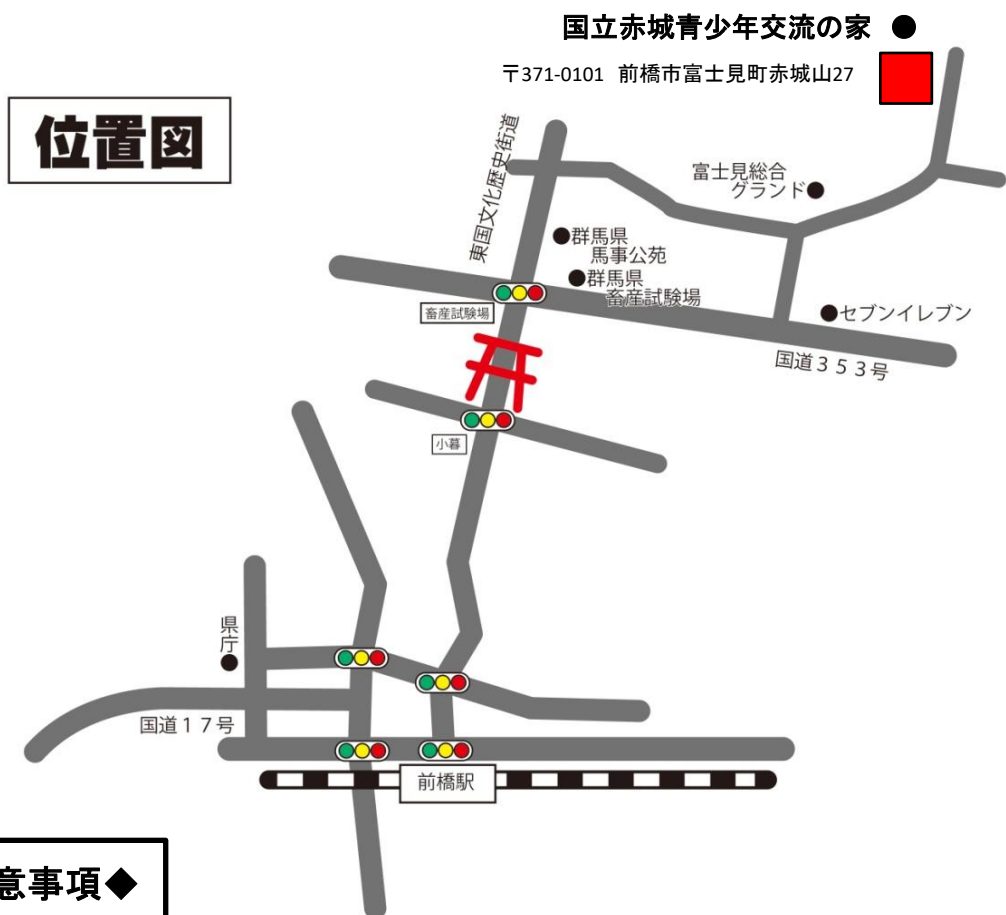 国立赤城青少年交流の家 ●
〒371-0101 前橋市富士見町赤城山27
位置図
東国文化歴史街道
富士見総合
グランド●
●群馬県
馬事公苑
●群馬県
畜産試験場
畜産試験場
●セブンイレブン
国道353号
小暮
県庁
国道17号
前橋駅
意事項◆